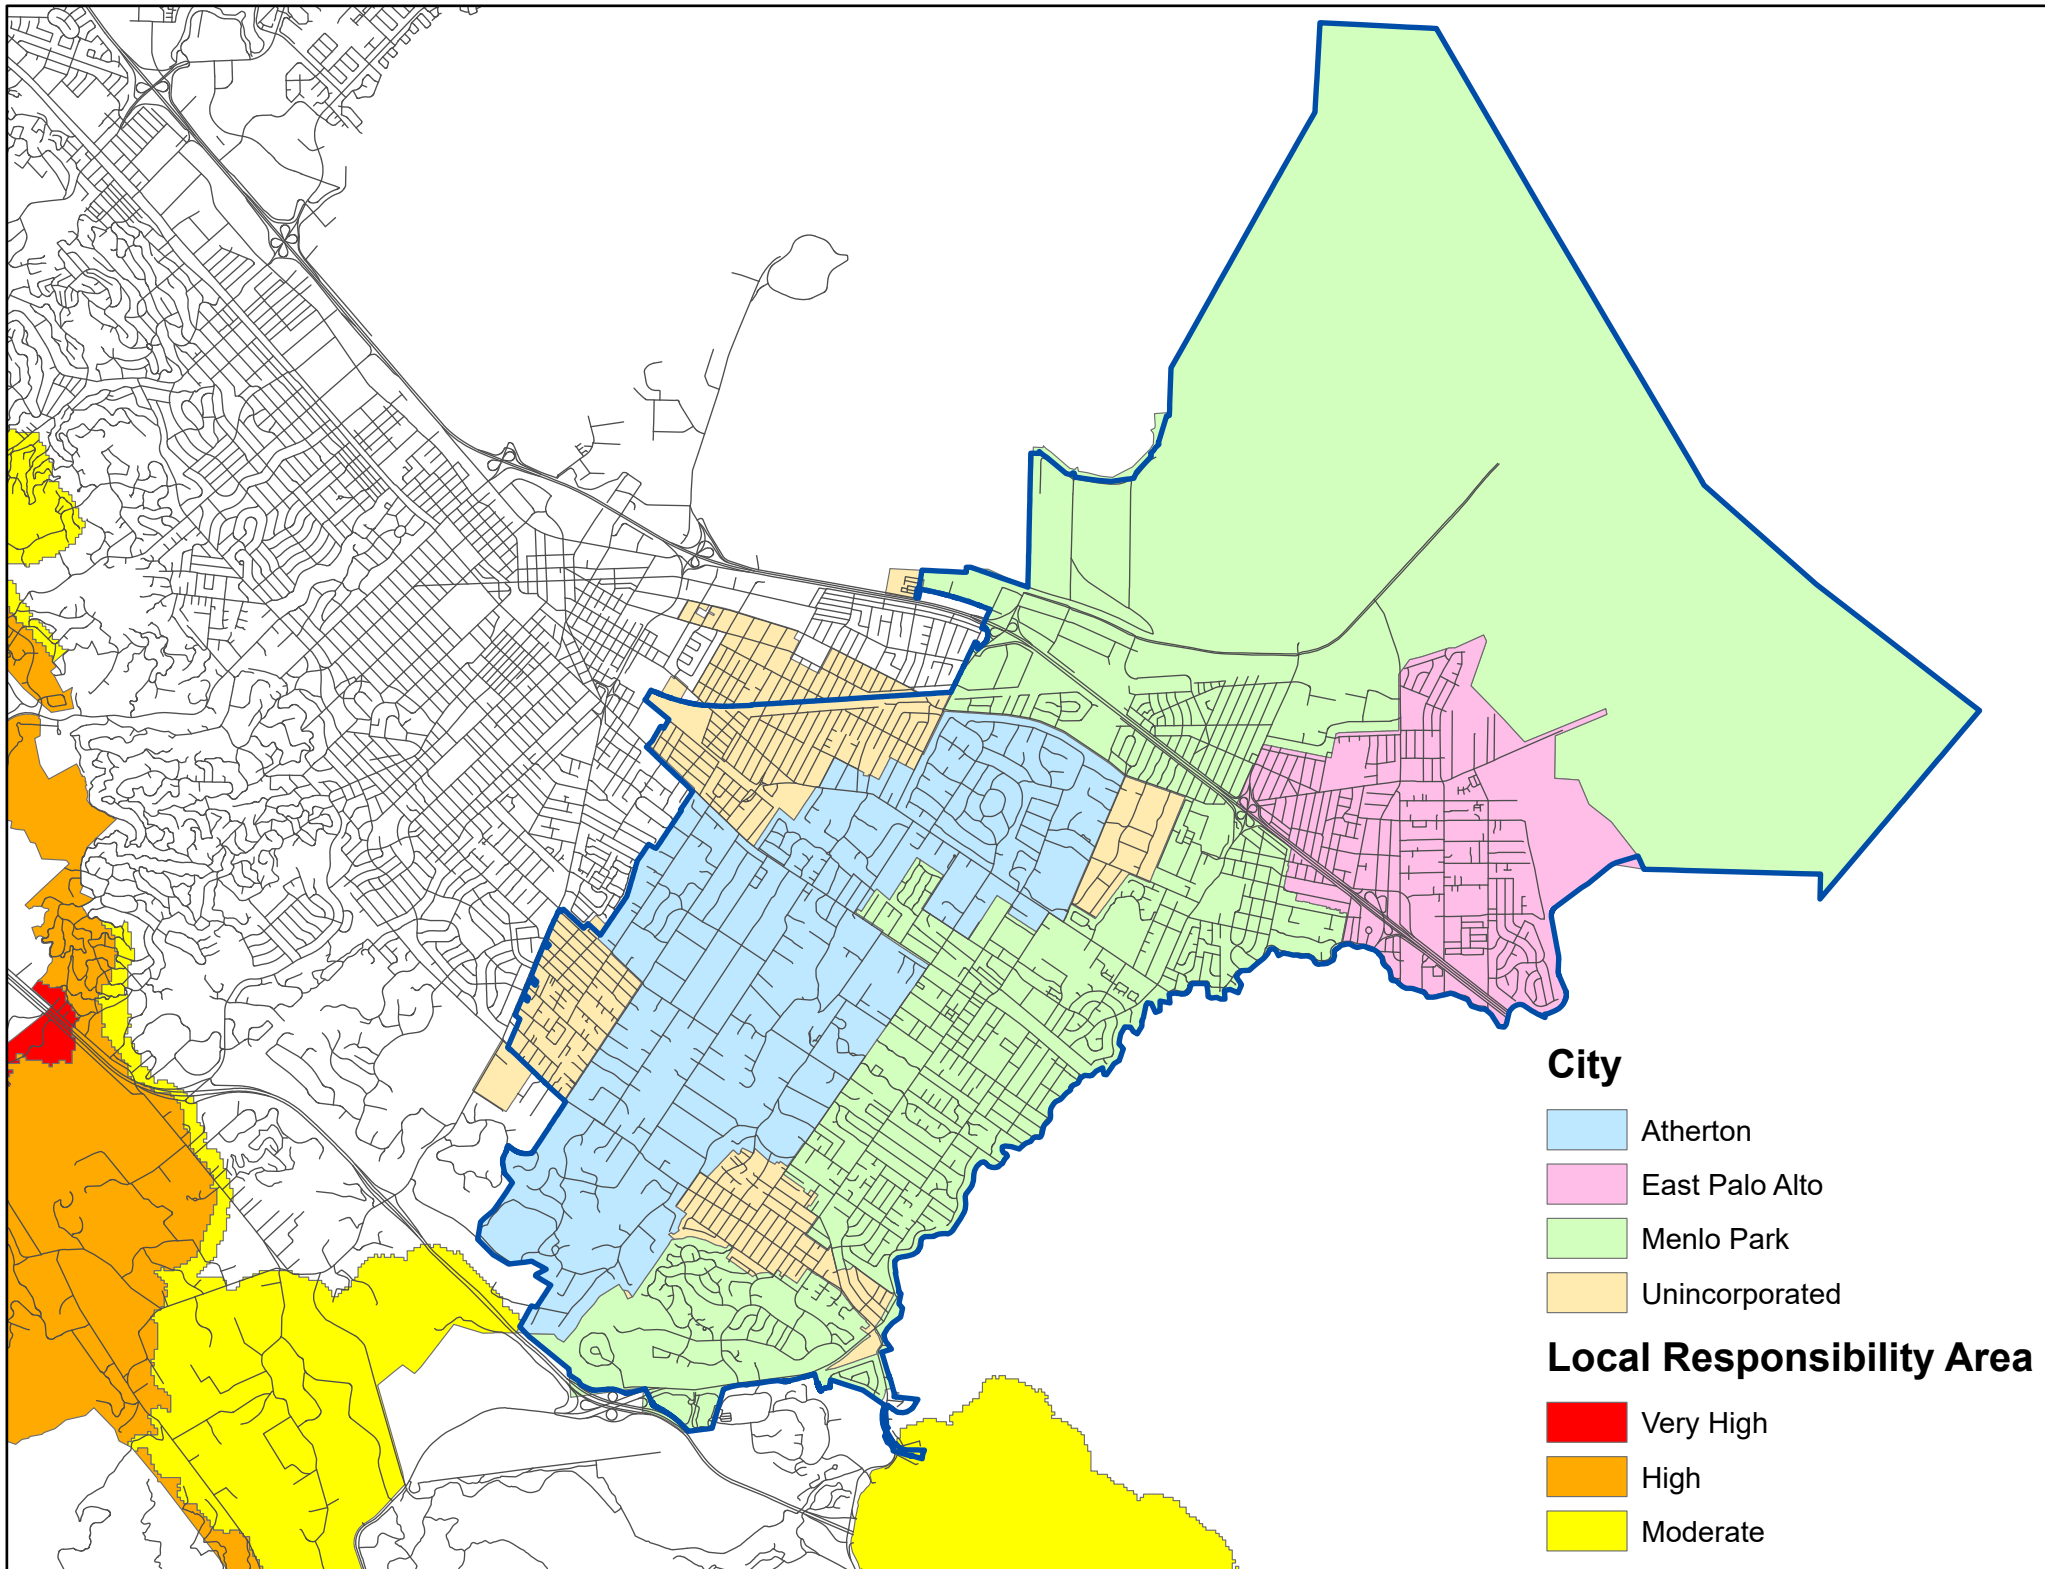 City
Atherton
East Palo Alto
Menlo Park
Unincorporated
Local Responsibility Area
Very High
High
Moderate